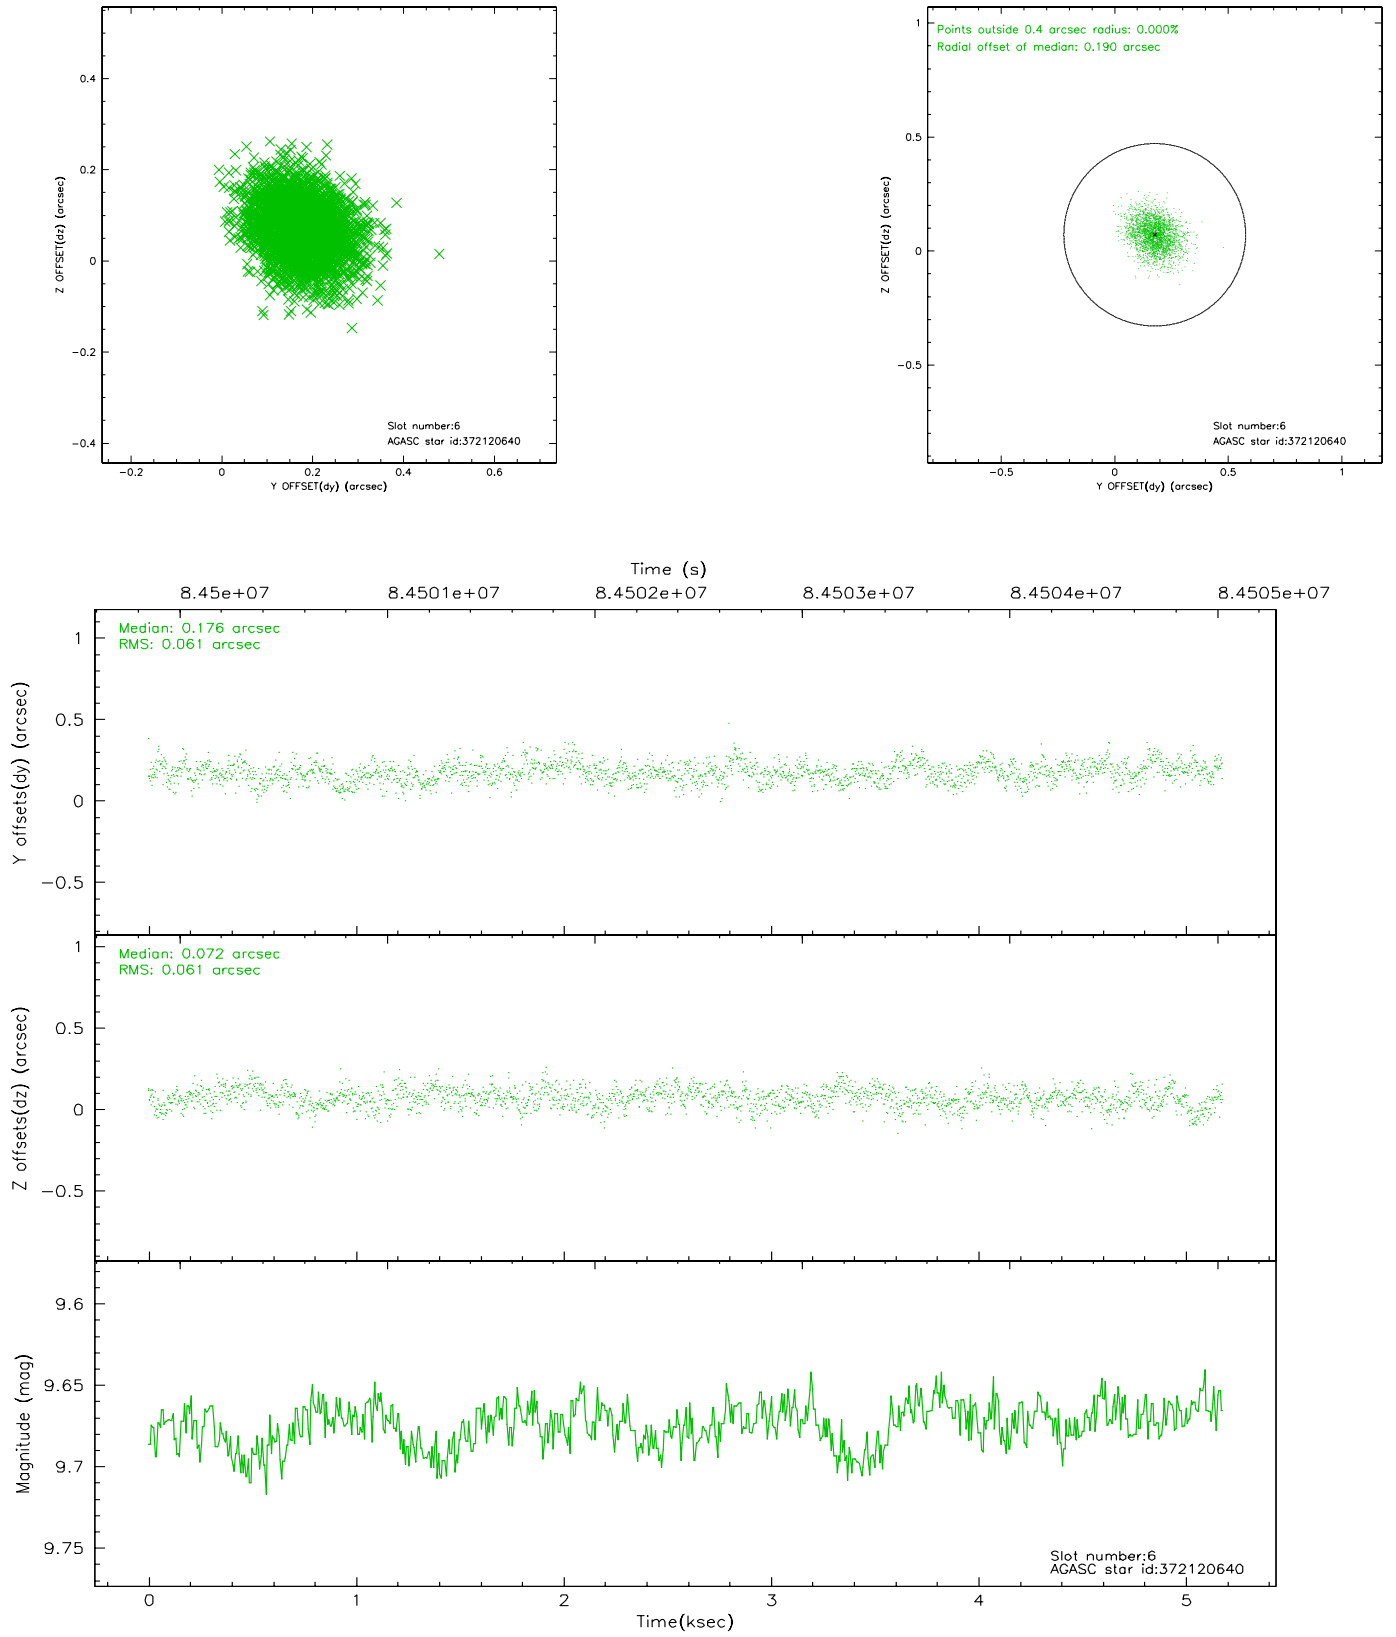 0.4
0.2
0
−0.2
−0.4
Z OFFSET(dz) (arcsec)
Slot number:6
AGASC star id:372120640
−0.2 0 0.2 0.4 0.6
Y OFFSET(dy) (arcsec)
Points outside 0.4 arcsec radius: 0.000%
Radial offset of median: 0.190 arcsec
1
0.5
0
−0.5
Z OFFSET(dz) (arcsec)
Slot number:6
AGASC star id:372120640
−0.5 0 0.5 1
Y OFFSET(dy) (arcsec)
Time (s)
8.45e+07 8.4501e+07 8.4502e+07 8.4503e+07 8.4504e+07 8.4505e+07
Median: 0.176 arcsec
RMS: 0.061 arcsec
1
0.5
0
−0.5
Y offsets(dy) (arcsec)
Median: 0.072 arcsec
RMS: 0.061 arcsec
1
0.5
0
−0.5
Z offsets(dz) (arcsec)
9.6
9.65
9.7
9.75
Magnitude (mag)
Slot number:6
AGASC star id:372120640
0 1 2 3 4 5
Time(ksec)